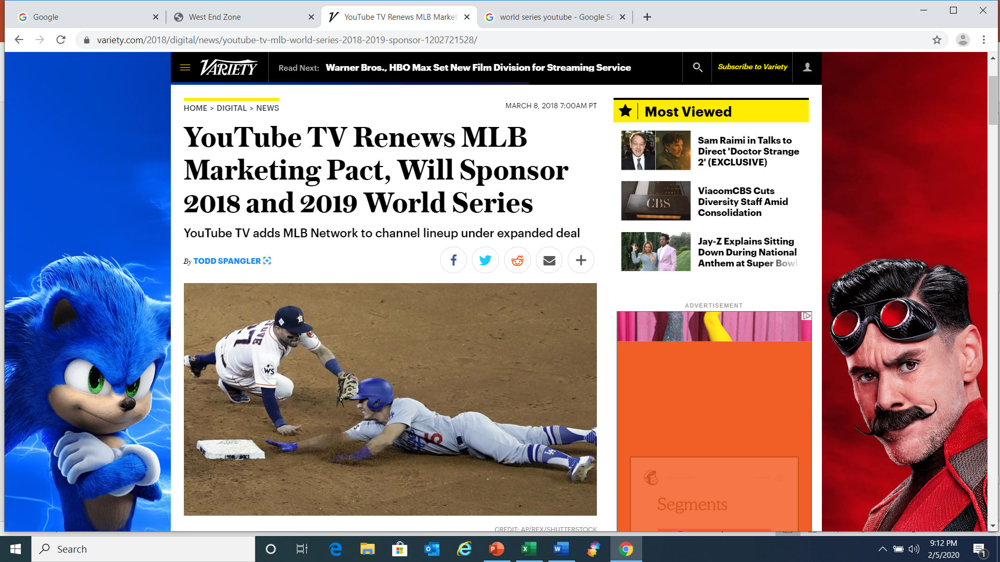 Google
West End Zone
YouTube TV Renews MLB Market
world series youtube - Google Se
variety.com/2018/digital/news/youtube-tv-mlb-world-series-2018-2019-sponsor-1202721528/
VARIETY
Read Next: Warner Bros., HBO Max Set New Film Division for Streaming Service
Subscribe to Variety
HOME > DIGITAL > NEWS
MARCH 8, 2018 7:00AM PT
YouTube TV Renews MLB
Marketing Pact, Will Sponsor
2018 and 2019 World Series
YouTube TV adds MLB Network to channel lineup under expanded deal
By TODD SPANGLER
27
WS
5
LA
CREDIT: AP/REX/SHUTTERSTOCK
Most Viewed
Sam Raimi in Talks to
Direct 'Doctor Strange
2' (EXCLUSIVE)
CBS
ViacomCBS Cuts
Diversity Staff Amid
Consolidation
Jay-Z Explains Sitting
Down During National
Anthem at Super Bowl
ADVERTISEMENT
Segments
Search
9:12 PM
2/5/2020
1